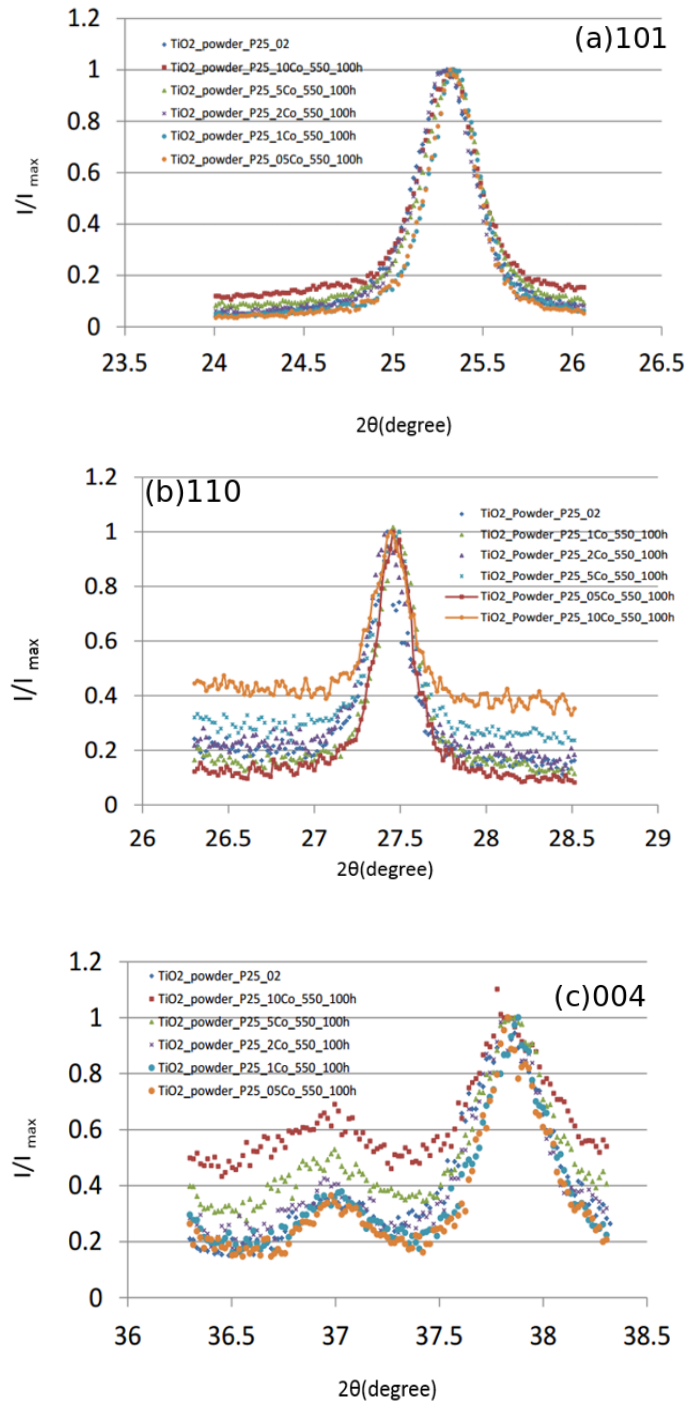 1.2
(a)101
TiO2_powder_P25_02
TiO2_powder_P25_10Co_550_100h
TiO2_powder_P25_5Co_550_100h
TiO2_powder_P25_2Co_550_100h
TiO2_powder_P25_1Co_550_100h
TiO2_powder_P25_05Co_550_100h
1
0.8
0.6
0.4
0.2
0
I/I max
23.5 24 24.5 25 25.5 26 26.5
2θ(degree)
1.2
(b)110
TiO2_Powder_P25_02
TiO2_Powder_P25_1Co_550_100h
TiO2_Powder_P25_2Co_550_100h
TiO2_Powder_P25_5Co_550_100h
TiO2_Powder_P25_05Co_550_100h
TiO2_Powder_P25_10Co_550_100h
1
0.8
0.6
0.4
0.2
0
I/I max
26 26.5 27 27.5 28 28.5 29
2θ(degree)
1.2
(c)004
TiO2_powder_P25_02
TiO2_powder_P25_10Co_550_100h
TiO2_powder_P25_5Co_550_100h
TiO2_powder_P25_2Co_550_100h
TiO2_powder_P25_1Co_550_100h
TiO2_powder_P25_05Co_550_100h
1
0.8
0.6
0.4
0.2
0
I/I max
36 36.5 37 37.5 38 38.5
2θ(degree)